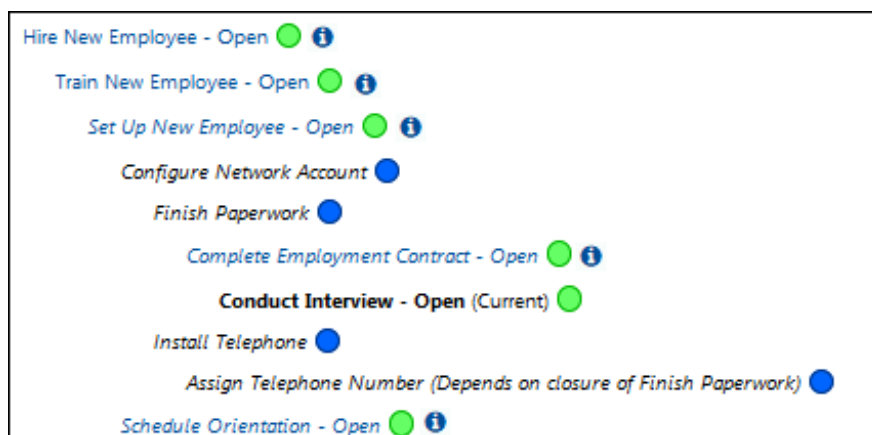 Hire New Employee - Open
Train New Employee - Open
Set Up New Employee - Open
Configure Network Account
Finish Paperwork
Complete Employment Contract - Open
Conduct Interview - Open (Current)
Install Telephone
Assign Telephone Number (Depends on closure of Finish Paperwork)
Schedule Orientation - Open